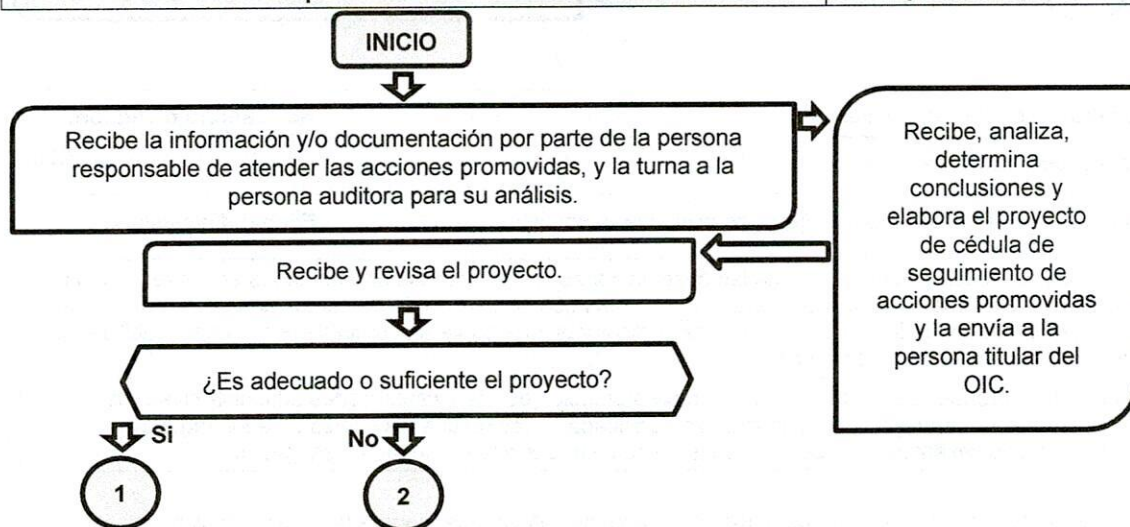 INICIO
Recibe la información y/o documentación por parte de la persona
responsable de atender las acciones promovidas, y la turna a la
persona auditora para su análisis.
Recibe, analiza,
determina
conclusiones y
elabora el proyecto
de cédula de
seguimiento de
acciones promovidas
y la envía a la
persona titular del
OIC.
Recibe y revisa el proyecto.
¿Es adecuado o suficiente el proyecto?
Si
No
1
2